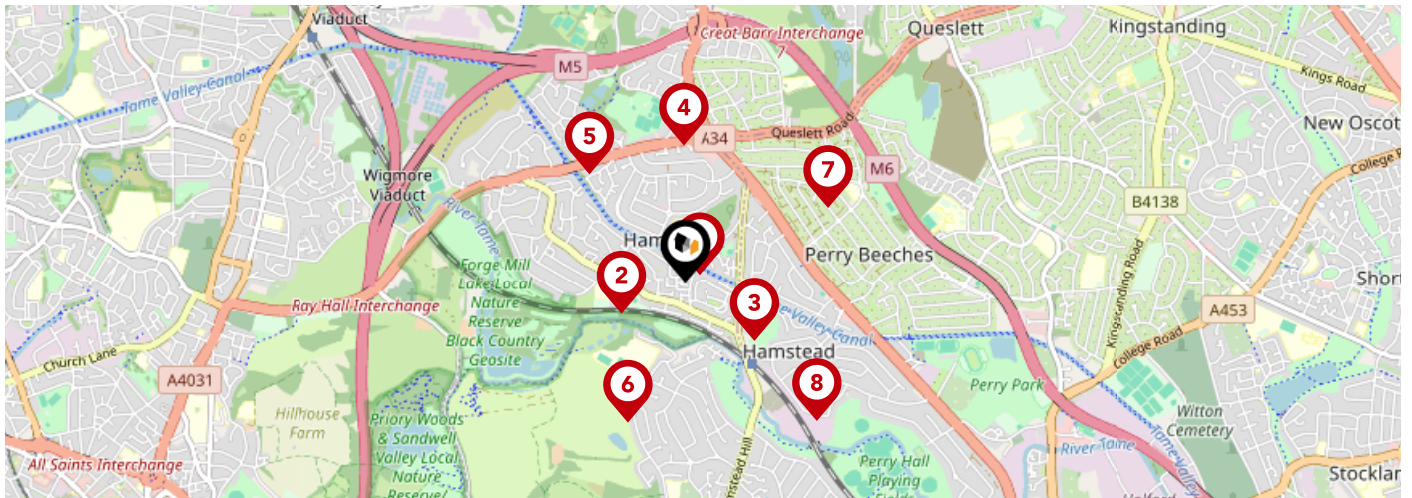 Viaduct
Great Barr Interchange
7
Queslett
Kingstanding
M5
Kings Road
Tame Valley Canal
4
5
A34
Queslett Road
New Oscot
College R
7
M6
Wigmore
Viaduct
B4138
River Tame
Ham
Perry Beeches
2
Forge Mill
Lake Local
Nature
Reserve
Black Country
Geosite
Short
Ray Hall Interchange
3
Tame Valley Canal
Kingstanding Road
A453
Church Lane
College Road
Hamstead
A4031
6
8
Perry Park
Hillhouse
Farm
Priory Woods
& Sandwell
Valley Local
Nature
Reserve/
Witton
Cemetery
River Tame
Tame Valley
All Saints Interchange
mstead Hill
Perry Hall
Playing
Fields
Stocklan